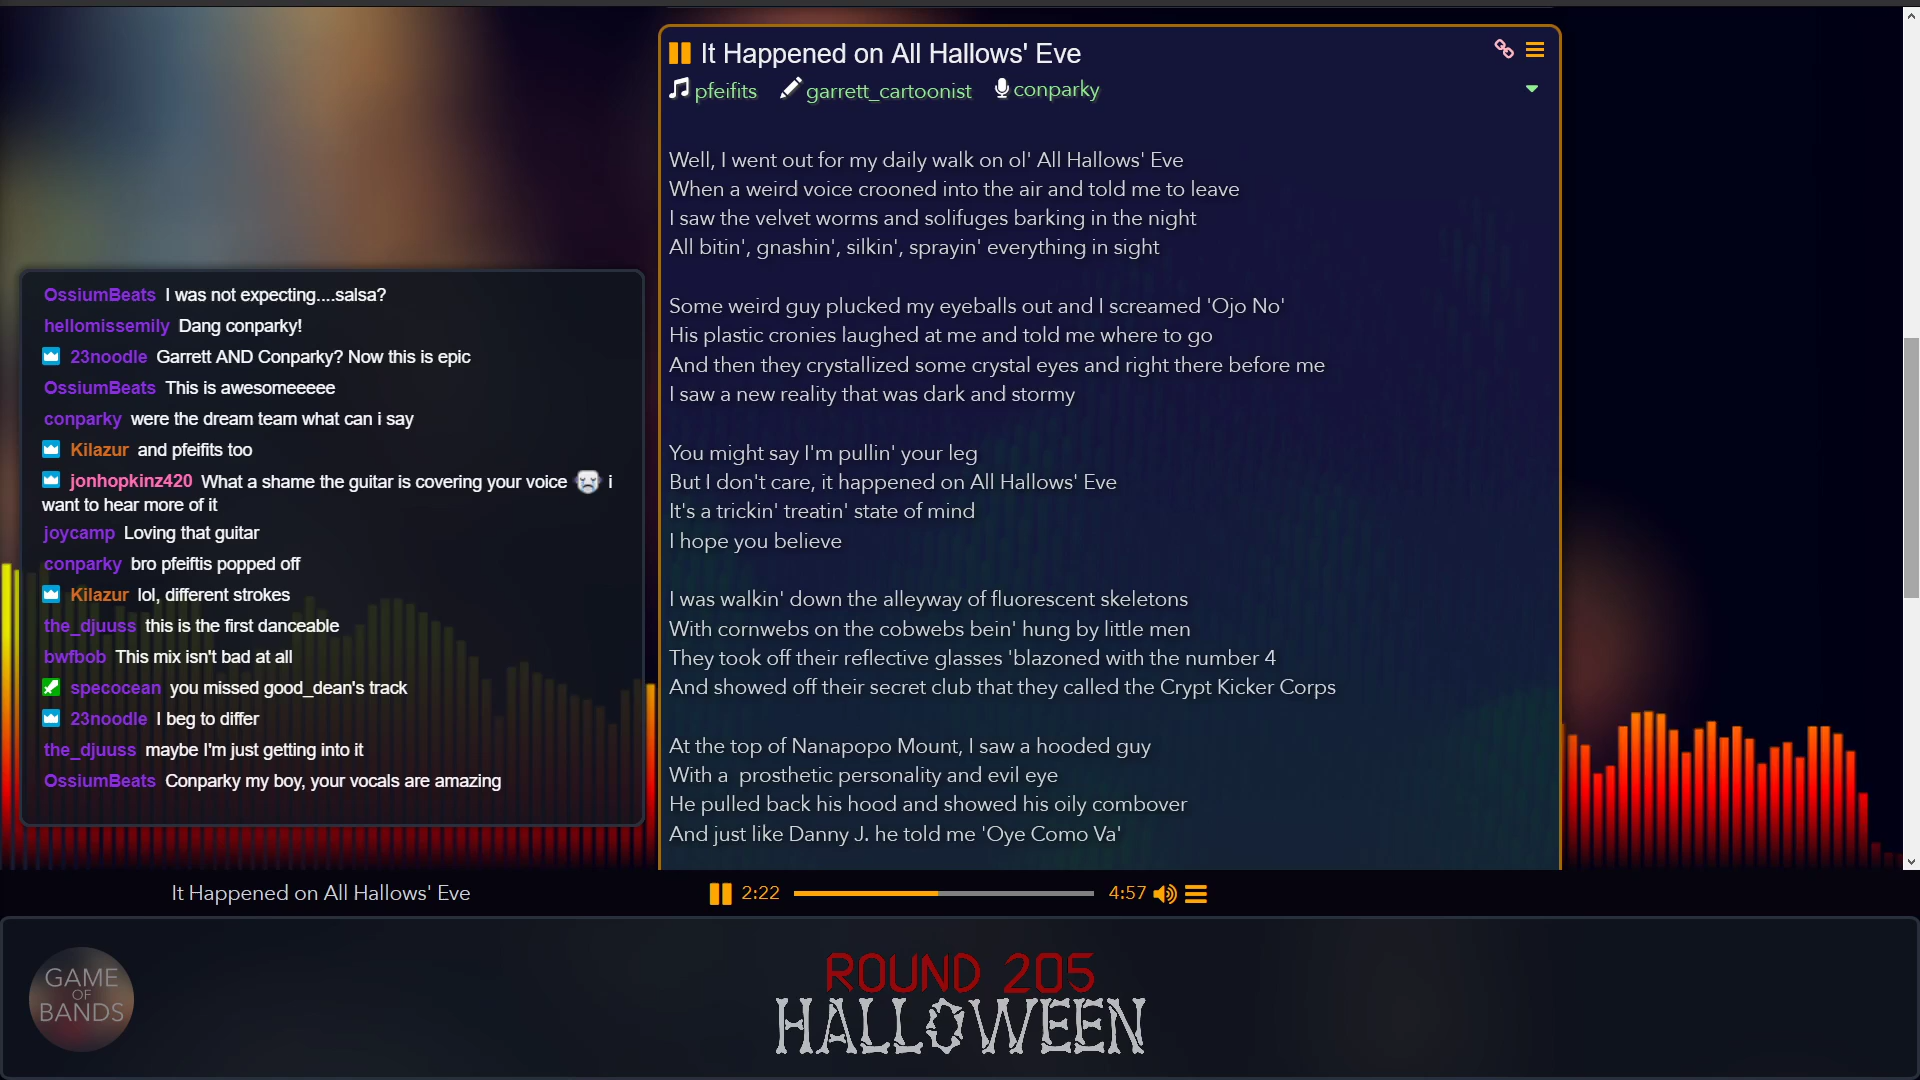 It Happened on All Hallows' Eve
pfeifits garrett_cartoonist conparky
Well, I went out for my daily walk on ol' All Hallows' Eve
When a weird voice crooned into the air and told me to leave
I saw the velvet worms and solifuges barking in the night
All bitin', gnashin', silkin', sprayin' everything in sight
Some weird guy plucked my eyeballs out and I screamed 'Ojo No'
His plastic cronies laughed at me and told me where to go
And then they crystallized some crystal eyes and right there before me
I saw a new reality that was dark and stormy
You might say I'm pullin' your leg
But I don't care, it happened on All Hallows' Eve
It's a trickin' treatin' state of mind
I hope you believe
I was walkin' down the alleyway of fluorescent skeletons
With cornwebs on the cobwebs bein' hung by little men
They took off their reflective glasses 'blazoned with the number 4
And showed off their secret club that they called the Crypt Kicker Corps
At the top of Nanapopo Mount, I saw a hooded guy
With a prosthetic personality and evil eye
He pulled back his hood and showed his oily combover
And just like Danny J. he told me 'Oye Como Va'
OssiumBeats I was not expecting....salsa?
hellomissemily Dang conparky!
23noodle Garrett AND Conparky? Now this is epic
OssiumBeats This is awesomeeeee
conparky were the dream team what can i say
Kilazur and pfeifits too
jonhopkinz420 What a shame the guitar is covering your voice i
want to hear more of it
joycamp Loving that guitar
conparky bro pfeiftis popped off
Kilazur lol, different strokes
the_djuuss this is the first danceable
bwfbob This mix isn't bad at all
specocean you missed good_dean's track
23noodle I beg to differ
the_djuuss maybe I'm just getting into it
OssiumBeats Conparky my boy, your vocals are amazing
It Happened on All Hallows' Eve
2:22 4:57
GAME
OF
BANDS
ROUND 205
HALLOWEEN